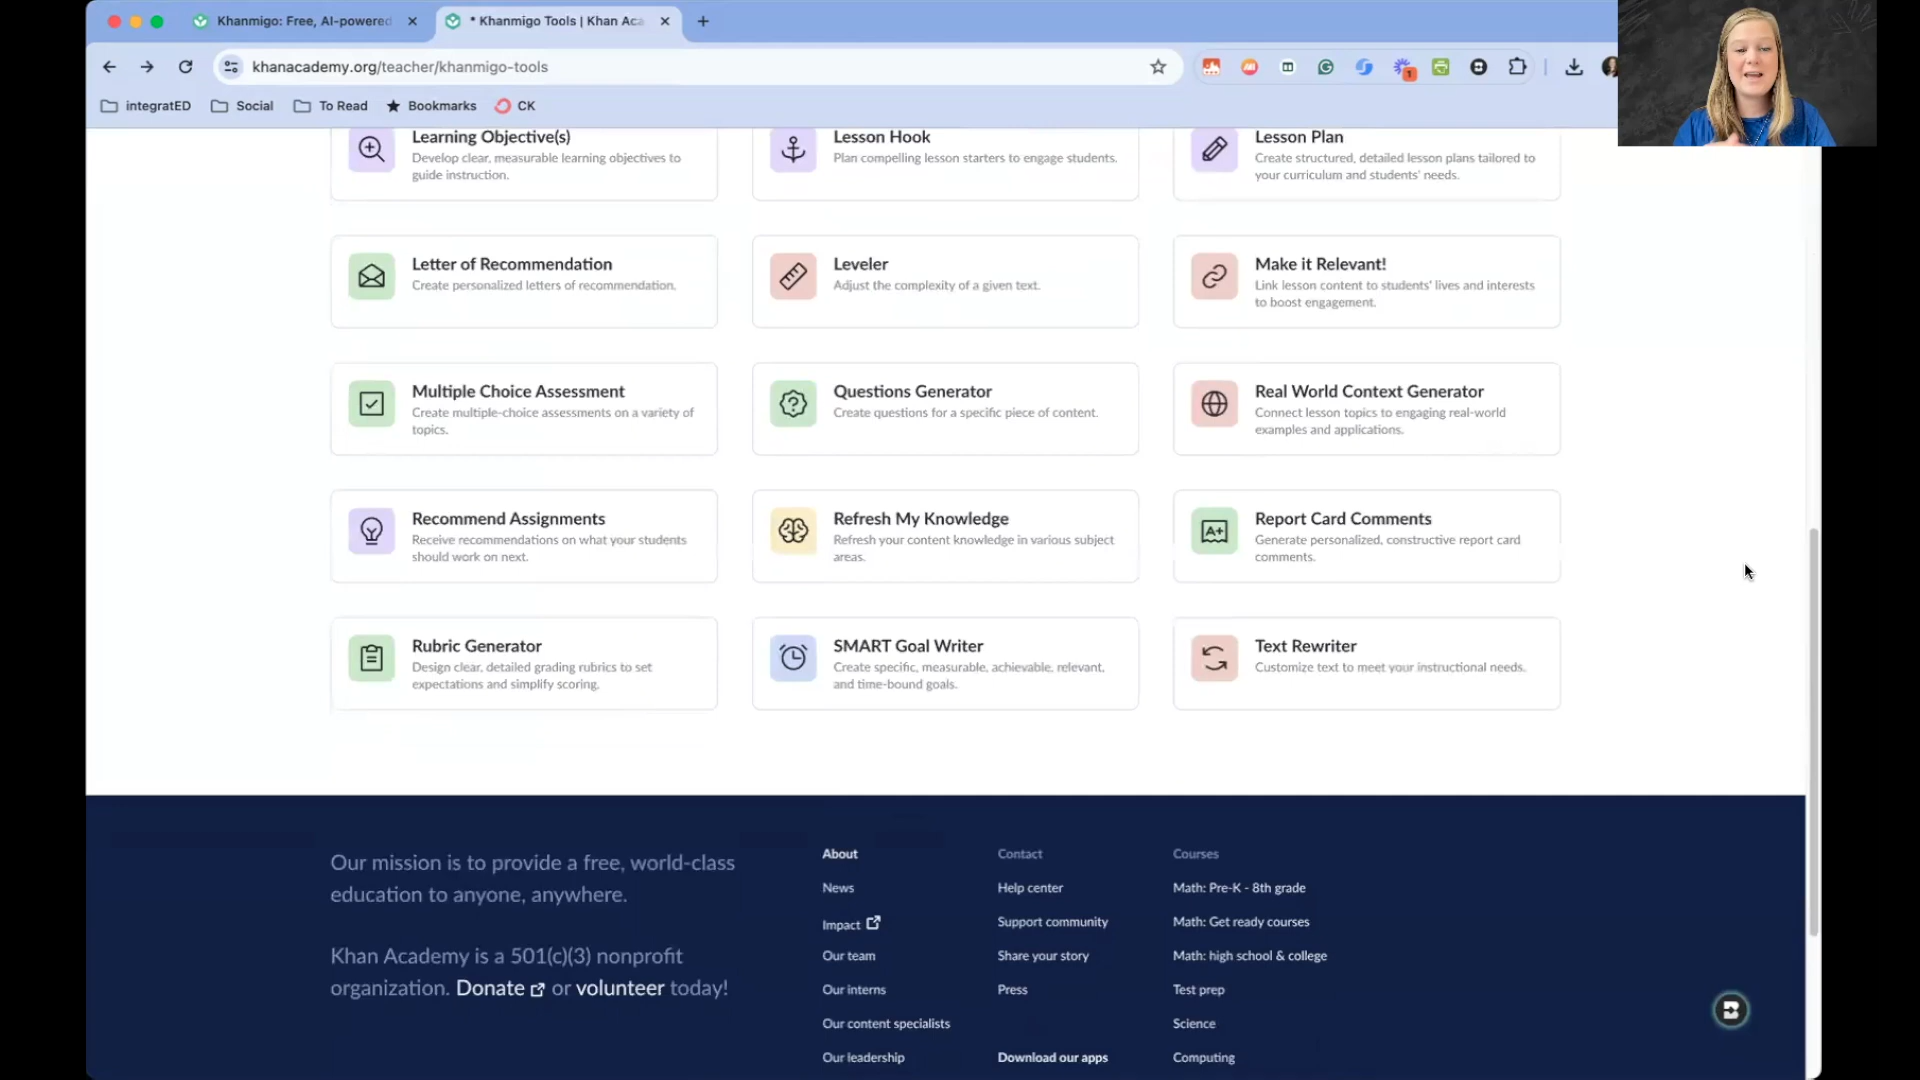 Khanmigo: Free, AI-powered
* Khanmigo Tools | Khan Aca
khanacademy.org/teacher/khanmigo-tools
1
integratED
Social
To Read
Bookmarks
CK
Learning Objective(s)
Develop clear, measurable learning objectives to
guide instruction.
Lesson Hook
Plan compelling lesson starters to engage students.
Lesson Plan
Create structured, detailed lesson plans tailored to
your curriculum and students' needs.
Letter of Recommendation
Create personalized letters of recommendation.
Leveler
Adjust the complexity of a given text.
Make it Relevant!
Link lesson content to students' lives and interests
to boost engagement.
Multiple Choice Assessment
Create multiple-choice assessments on a variety of
topics.
Questions Generator
Create questions for a specific piece of content.
Real World Context Generator
Connect lesson topics to engaging real-world
examples and applications.
Recommend Assignments
Receive recommendations on what your students
should work on next.
Refresh My Knowledge
Refresh your content knowledge in various subject
areas.
A+
Report Card Comments
Generate personalized, constructive report card
comments.
Rubric Generator
Design clear, detailed grading rubrics to set
expectations and simplify scoring.
SMART Goal Writer
Create specific, measurable, achievable, relevant,
and time-bound goals.
Text Rewriter
Customize text to meet your instructional needs.
Our mission is to provide a free, world-class
education to anyone, anywhere.
Khan Academy is a 501(c)(3) nonprofit
organization. Donate or volunteer today!
About
News
Impact
Our team
Our interns
Our content specialists
Our leadership
Contact
Help center
Support community
Share your story
Press
Download our apps
Courses
Math: Pre-K - 8th grade
Math: Get ready courses
Math: high school & college
Test prep
Science
Computing